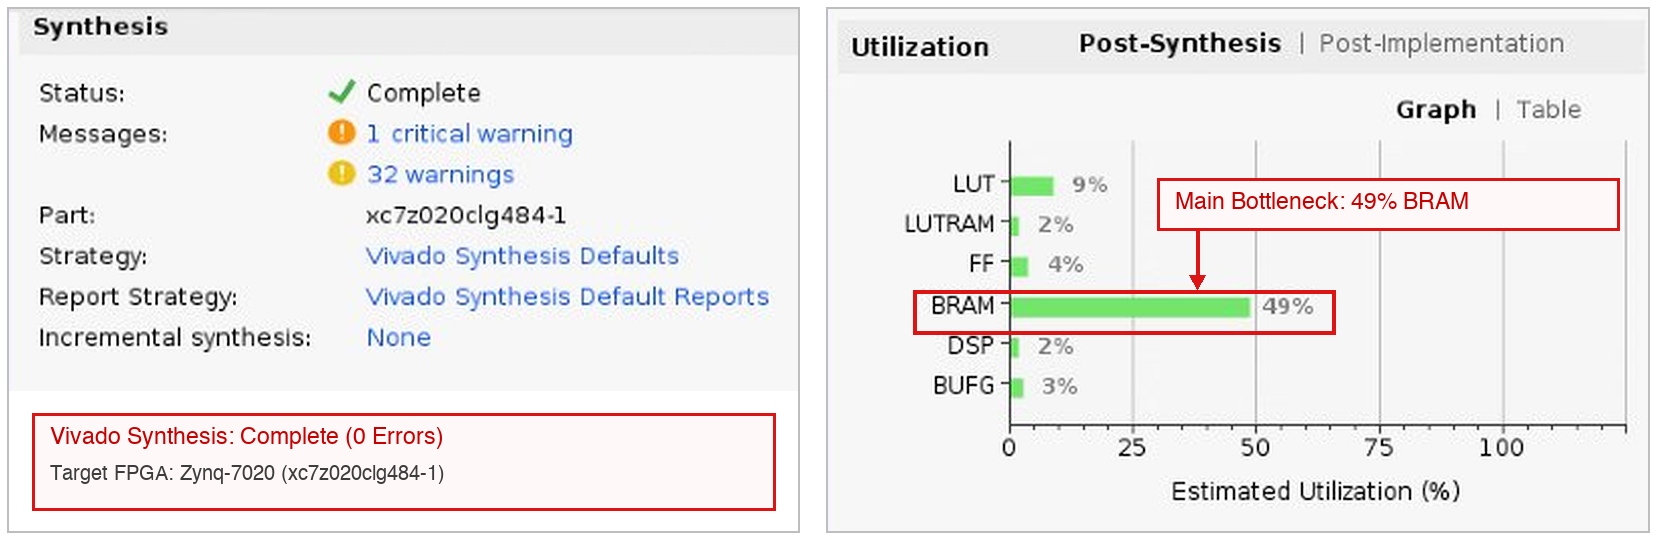 Synthesis
Status: Complete
Messages: 1 critical warning
32 warnings
Part: xc7z020clg484-1
Strategy: Vivado Synthesis Defaults
Report Strategy: Vivado Synthesis Default Reports
Incremental synthesis: None
Vivado Synthesis: Complete (0 Errors)
Target FPGA: Zynq-7020 (xc7z020clg484-1)
Utilization Post-Synthesis | Post-Implementation
Graph | Table
LUT 9%
Main Bottleneck: 49% BRAM
LUTRAM 2%
FF 4%
BRAM 49%
DSP 2%
BUFG 3%
0 25 50 75 100
Estimated Utilization (%)